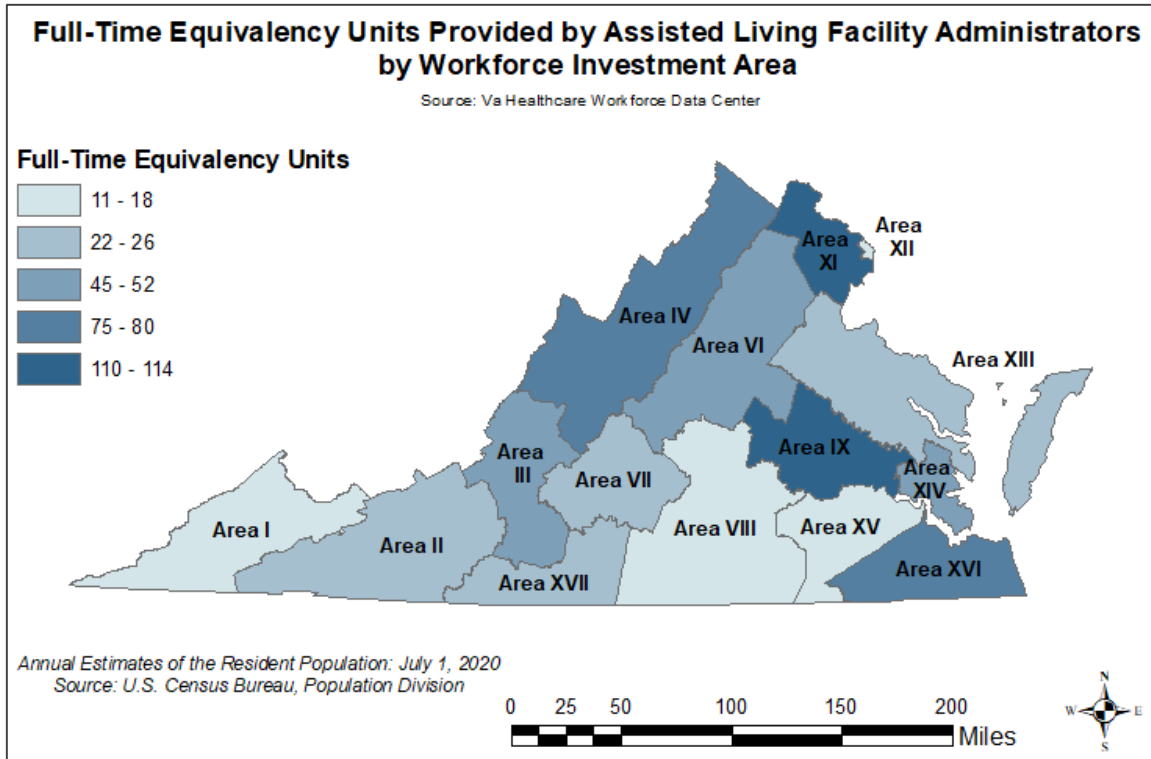 Full-Time Equivalency Units Provided by Assisted Living Facility Administrators
by Workforce Investment Area
Source: Va Healthcare Workforce Data Center
Full-Time Equivalency Units
11 - 18
22 - 26
45 - 52
75 - 80
110 - 114
Area
XI
Area
XII
Area IV
Area VI
Area XIII
Area
III
Area IX
Area
XIV
Area VII
Area I
Area II
Area VIII
Area XV
Area XVII
Area XVI
Annual Estimates of the Resident Population: July 1, 2020
Source: U.S. Census Bureau, Population Division
0 25 50 100 150 200
Miles
N
W E
S